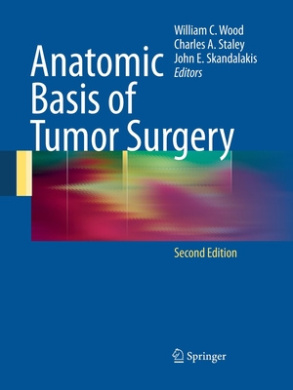 William C. Wood
Charles A. Staley
John E. Skandalakis
Editors
Anatomic
Basis of
Tumor Surgery
Second Edition
Springer